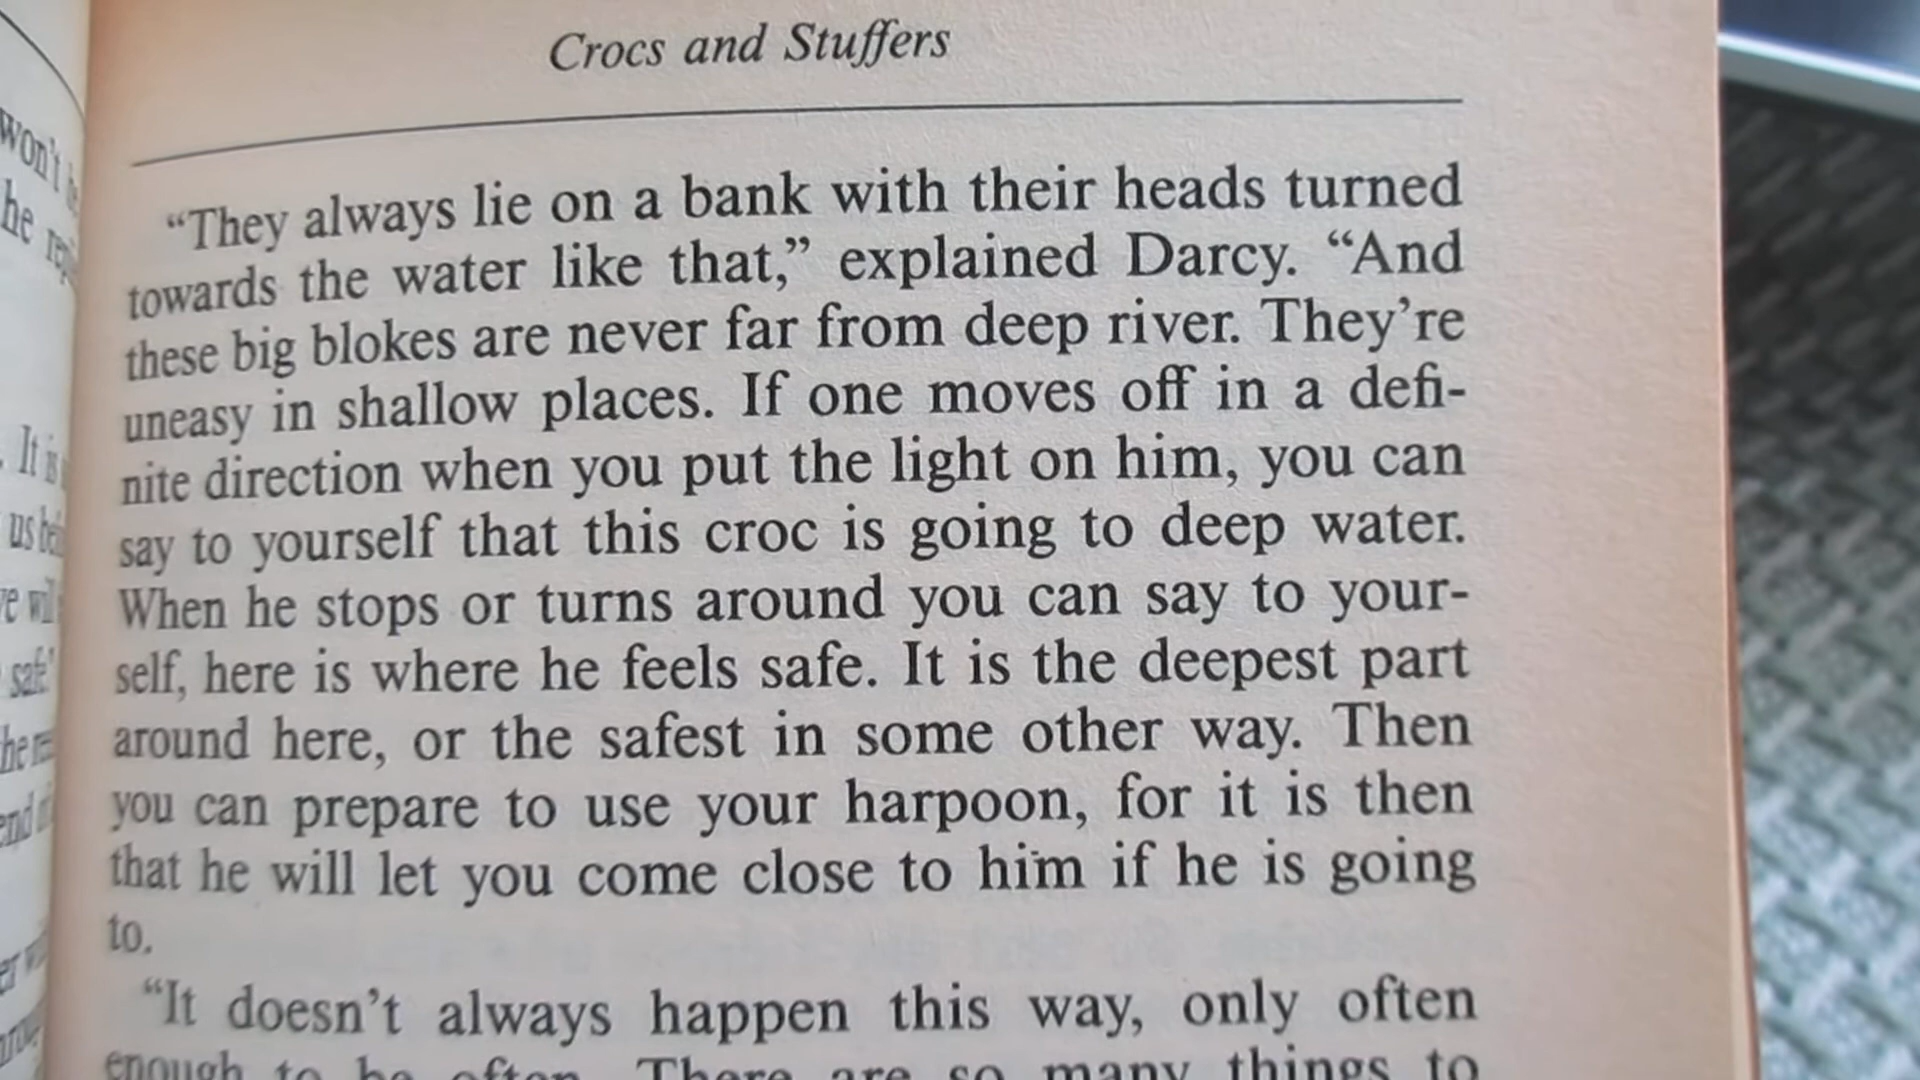 Crocs and Stuffers
“They always lie on a bank with their heads turned
towards the water like that,” explained Darcy. “And
these big blokes are never far from deep river. They’re
uneasy in shallow places. If one moves off in a defi-
nite direction when you put the light on him, you can
say to yourself that this croc is going to deep water.
When he stops or turns around you can say to your-
self, here is where he feels safe. It is the deepest part
around here, or the safest in some other way. Then
you can prepare to use your harpoon, for it is then
that he will let you come close to him if he is going
to.
“It doesn’t always happen this way, only often
enough to be often. There are so many things to